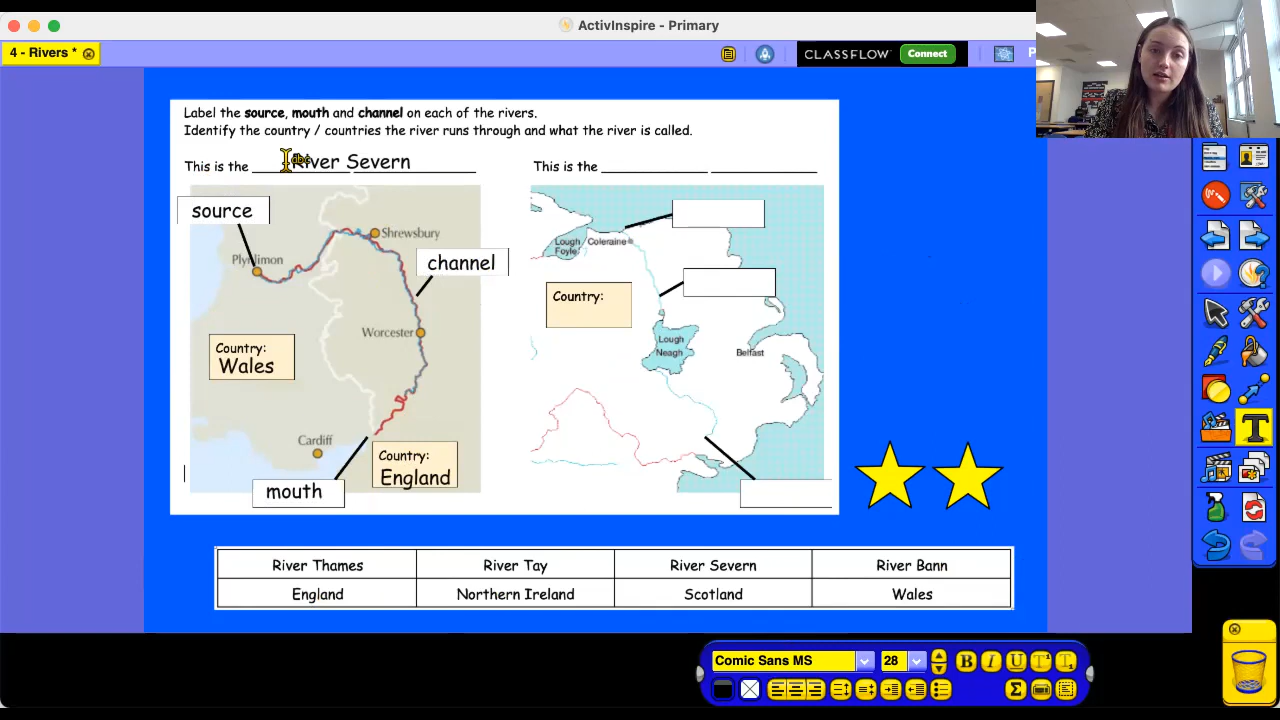 ActivInspire - Primary
4 - Rivers *
CLASSFLOW
Connect
P
Label the source, mouth and channel on each of the rivers.
Identify the country / countries the river runs through and what the river is called.
This is the River Severn
abc
source
Shrewsbury
Plynlimon
channel
Worcester
Country:
Wales
Cardiff
Country:
England
mouth
This is the
Lough
Foyle
Coleraine
Country:
Lough
Neagh
Belfast
River Thames River Tay River Severn River Bann
England Northern Ireland Scotland Wales
T
Comic Sans MS 28 B I U T¹ T₁
Σ